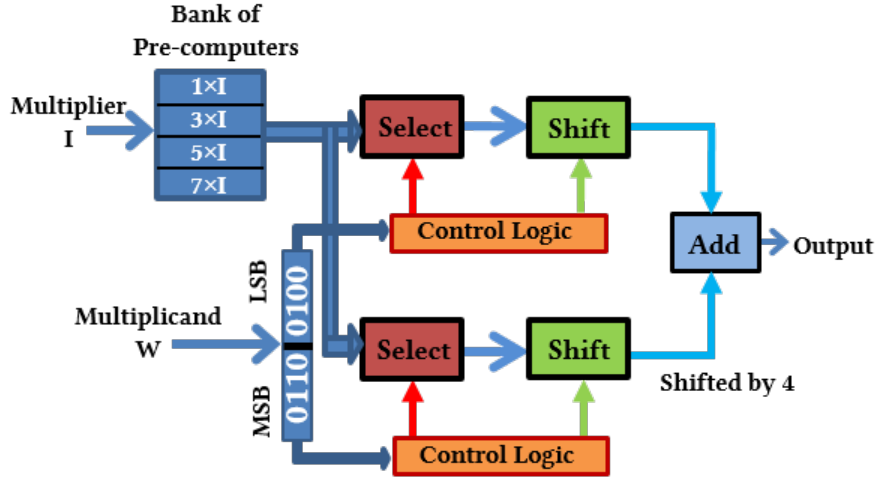 Bank of
Pre-computers
1×I
3×I
5×I
7×I
Multiplier
I
Select
Shift
Control Logic
LSB
0100
Multiplicand
W
0110
MSB
Add
Output
Select
Shift
Shifted by 4
Control Logic